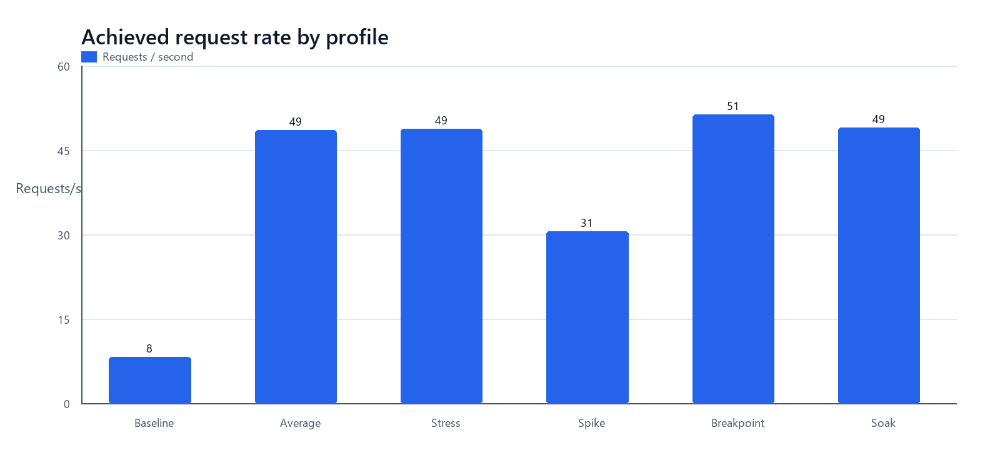 Achieved request rate by profile
Requests / second
60
45
30
15
0
Requests/s
8
49
49
31
51
49
Baseline
Average
Stress
Spike
Breakpoint
Soak